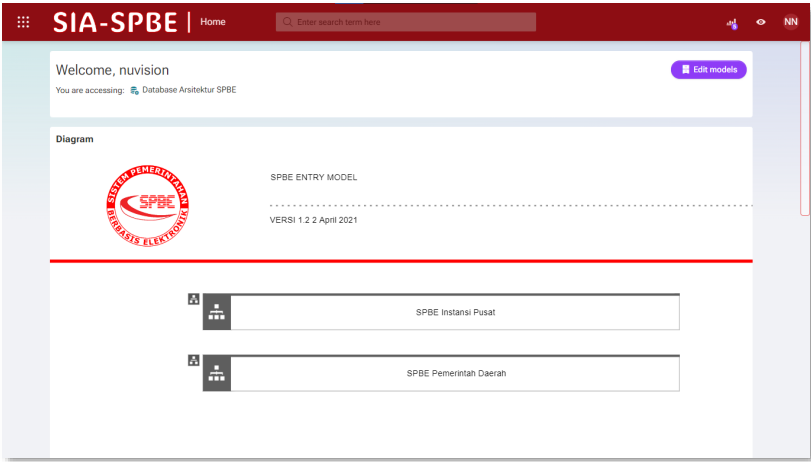 SIA-SPBE | Home
Enter search term here
5
NN
Welcome, nuvision
Edit models
You are accessing: Database Arsitektur SPBE
Diagram
SISTEM PEMERINTAHAN
SPBE
BERBASIS ELEKTRONIK
SPBE ENTRY MODEL
VERSI 1.2 2 April 2021
SPBE Instansi Pusat
SPBE Pemerintah Daerah